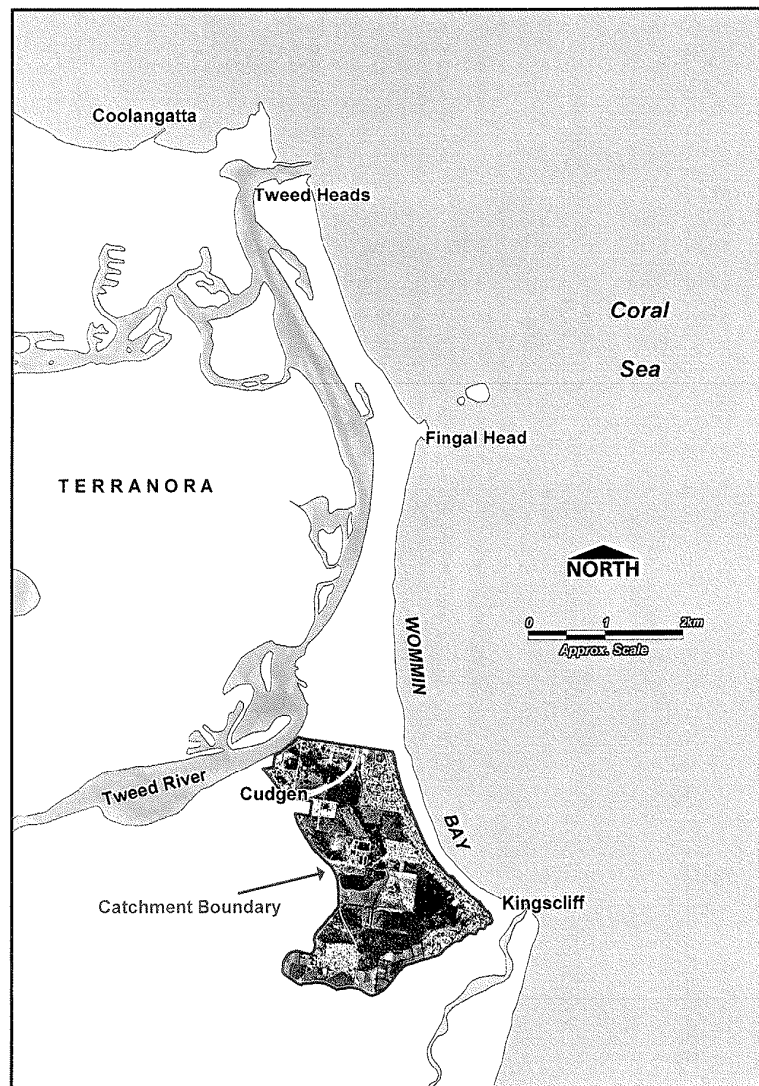 Coolangatta
Tweed Heads
Coral
Sea
Fingal Head
TERRANORA
NORTH
0 1 2km
Approx. Scale
WOMMIN
BAY
Tweed River
Cudgen
Kingscliff
Catchment Boundary